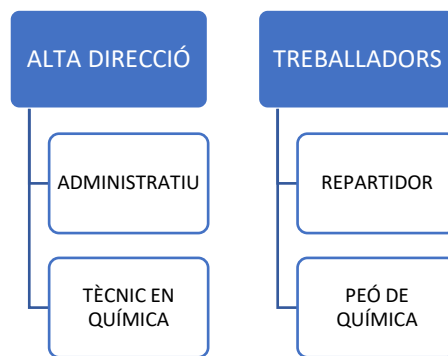 ALTA DIRECCIÓ
ADMINISTRATIU
TÈCNIC EN
QUÍMICA
TREBALLADORS
REPARTIDOR
PEÓ DE
QUÍMICA